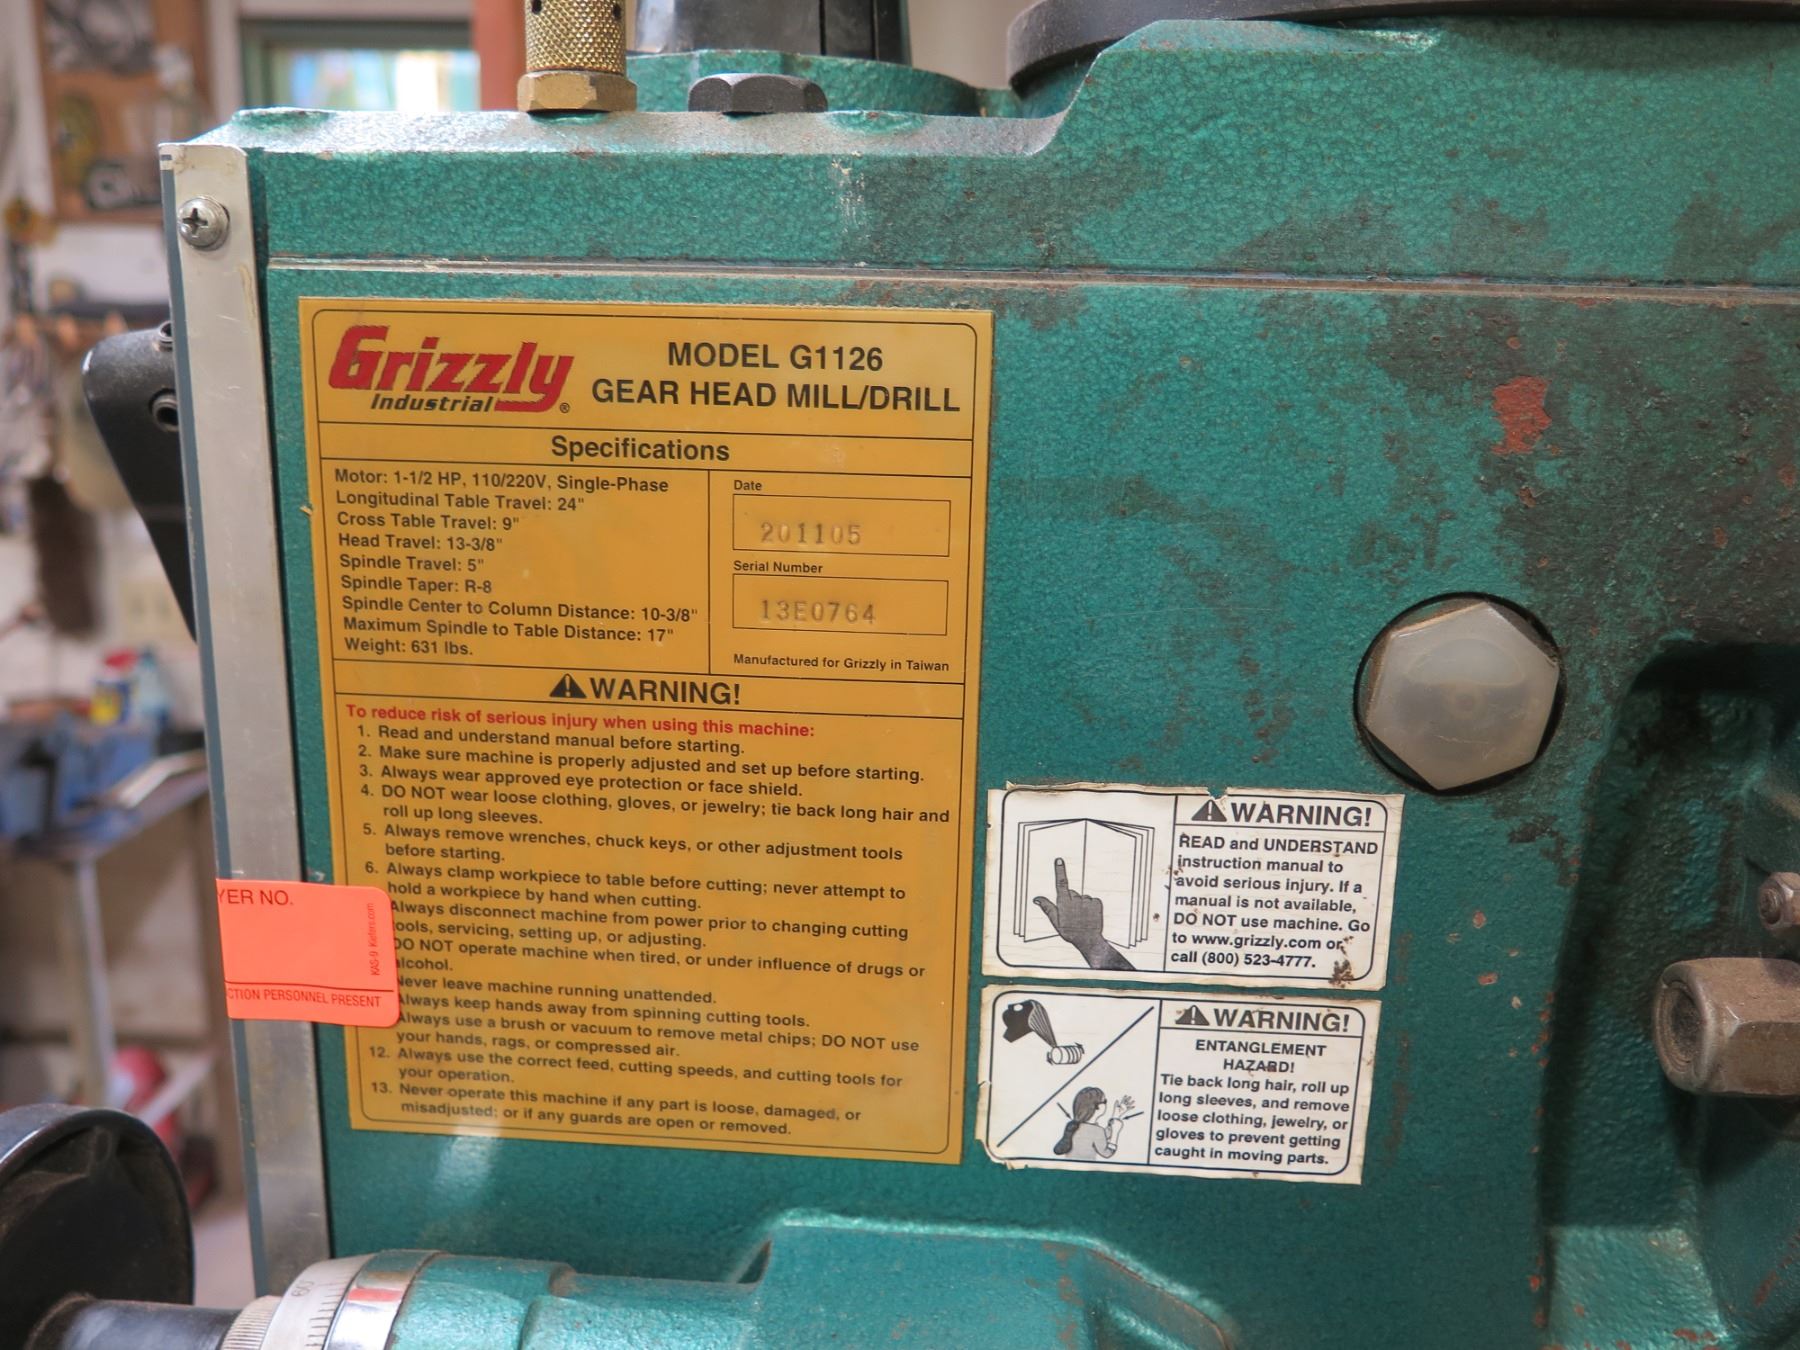 Grizzly
Industrial ®
MODEL G1126
GEAR HEAD MILL/DRILL
Specifications
Motor: 1-1/2 HP, 110/220V, Single-Phase
Longitudinal Table Travel: 24"
Cross Table Travel: 9"
Head Travel: 13-3/8"
Spindle Travel: 5"
Spindle Taper: R-8
Spindle Center to Column Distance: 10-3/8"
Maximum Spindle to Table Distance: 17"
Weight: 631 lbs.
Date
201105
Serial Number
13E0764
Manufactured for Grizzly in Taiwan
WARNING!
To reduce risk of serious injury when using this machine:
1. Read and understand manual before starting.
2. Make sure machine is properly adjusted and set up before starting.
3. Always wear approved eye protection or face shield.
4. DO NOT wear loose clothing, gloves, or jewelry; tie back long hair and
roll up long sleeves.
5. Always remove wrenches, chuck keys, or other adjustment tools
before starting.
6. Always clamp workpiece to table before cutting; never attempt to
hold a workpiece by hand when cutting.
Always disconnect machine from power prior to changing cutting
tools, servicing, setting up, or adjusting.
DO NOT operate machine when tired, or under influence of drugs or
alcohol.
Never leave machine running unattended.
Always keep hands away from spinning cutting tools.
Always use a brush or vacuum to remove metal chips; DO NOT use
your hands, rags, or compressed air.
12. Always use the correct feed, cutting speeds, and cutting tools for
your operation.
13. Never operate this machine if any part is loose, damaged, or
misadjusted; or if any guards are open or removed.
YER NO.
KAS-9 Kiefers.com
CTION PERSONNEL PRESENT
WARNING!
READ and UNDERSTAND
instruction manual to
avoid serious injury. If a
manual is not available,
DO NOT use machine. Go
to www.grizzly.com or
call (800) 523-4777.
WARNING!
ENTANGLEMENT
HAZARD!
Tie back long hair, roll up
long sleeves, and remove
loose clothing, jewelry, or
gloves to prevent getting
caught in moving parts.
60